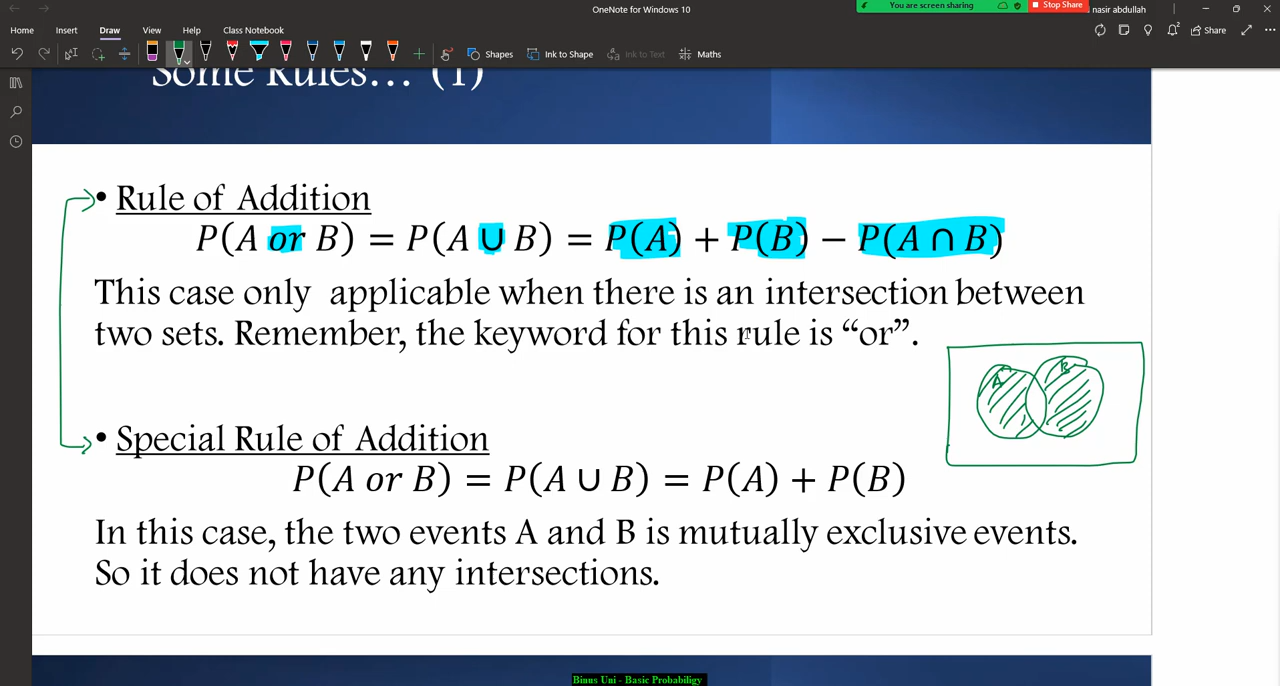 OneNote for Windows 10
You are screen sharing
Stop Share
nasir abdullah
Home Insert Draw View Help Class Notebook
Share
Shapes Ink to Shape Ink to Text Maths
Some Rules... (1)
• Rule of Addition
P(A or B) = P(A ∪ B) = P(A) + P(B) − P(A ∩ B)
This case only applicable when there is an intersection between
two sets. Remember, the keyword for this rule is “or”.
A B
• Special Rule of Addition
P(A or B) = P(A ∪ B) = P(A) + P(B)
In this case, the two events A and B is mutually exclusive events.
So it does not have any intersections.
Binus Uni - Basic Probabiligy